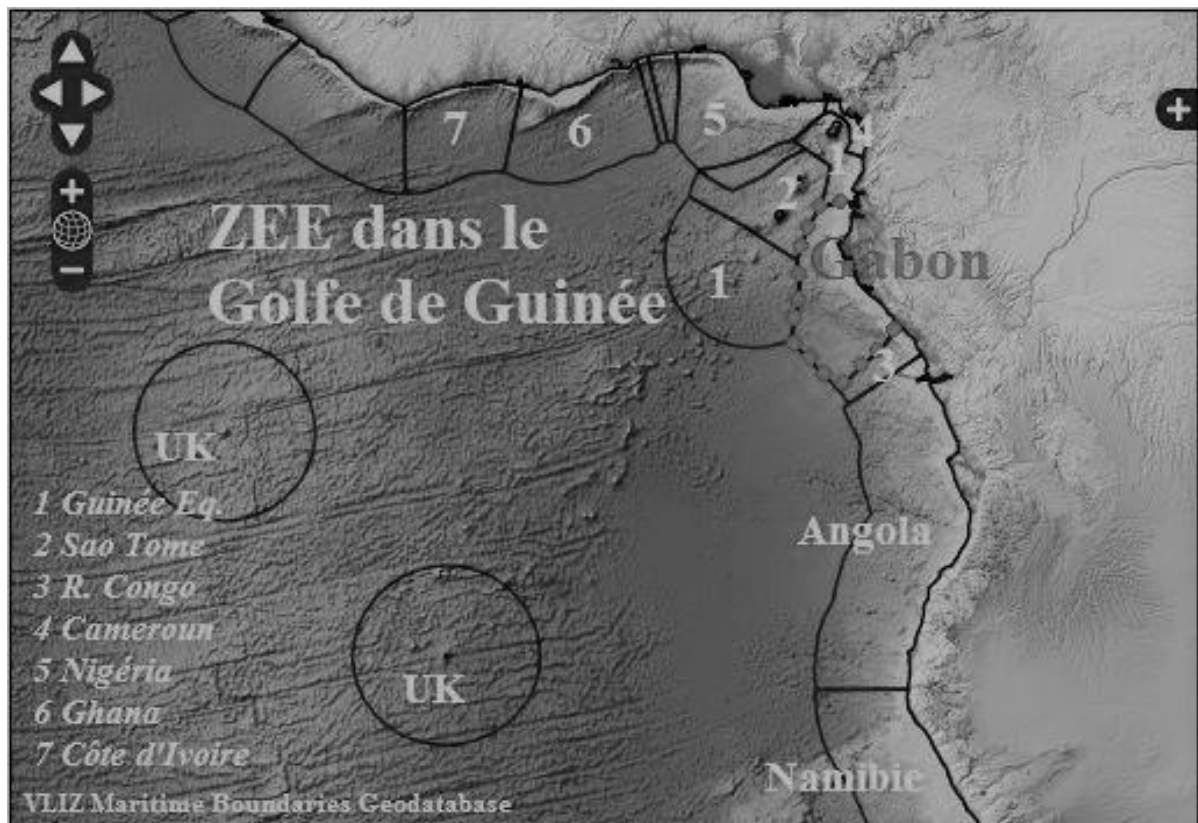 7
6
5
4
1
2
ZEE dans le
Golfe de Guinée
Gabon
1
3
UK
1 Guinée Eq.
2 Sao Tome
3 R. Congo
4 Cameroun
5 Nigéria
6 Ghana
7 Côte d'Ivoire
Angola
UK
Namibie
VLIZ Maritime Boundaries Geodatabase